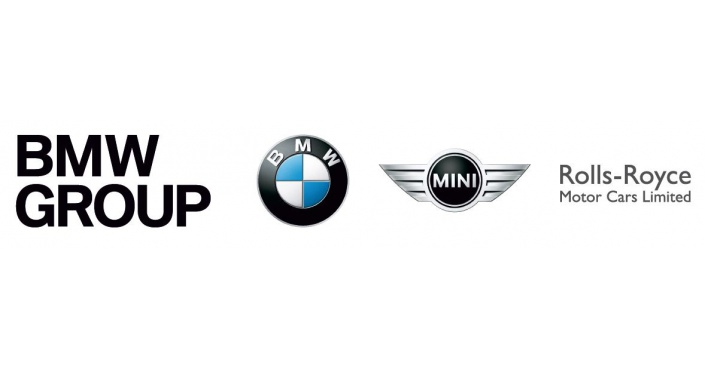 BMW
GROUP
BMW
MINI
Rolls-Royce
Motor Cars Limited